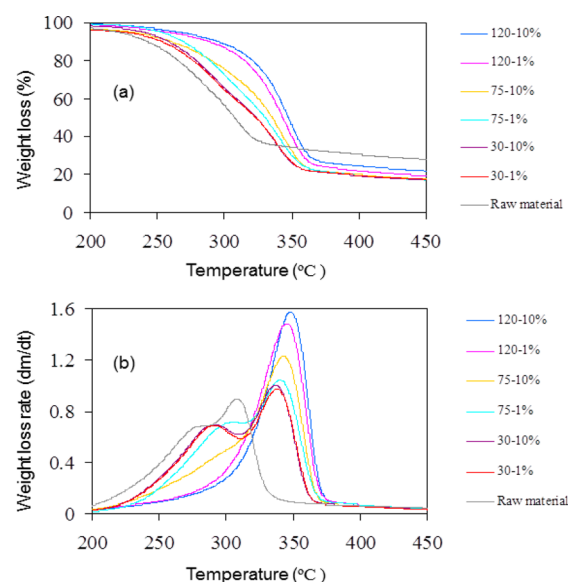 100
80
60
40
20
0
Weight loss (%)
(a)
200 250 300 350 400 450
Temperature (°C)
120-10%
120-1%
75-10%
75-1%
30-10%
30-1%
Raw material
1.6
1.2
0.8
0.4
0
Weight loss rate (dm/dt)
(b)
200 250 300 350 400 450
Temperature (°C)
120-10%
120-1%
75-10%
75-1%
30-10%
30-1%
Raw material